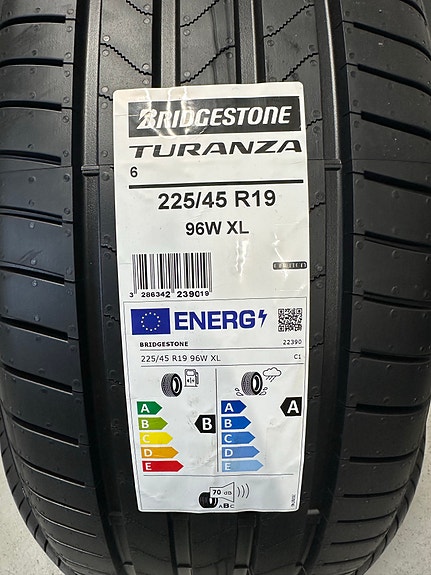 BRIDGESTONE
TURANZA
6
225/45 R19
96W XL
3 286342 239019
ENERG
BRIDGESTONE 22390
225/45 R19 96W XL C1
A A
B B B
C C
D D
E E
A
70 dB
ABC